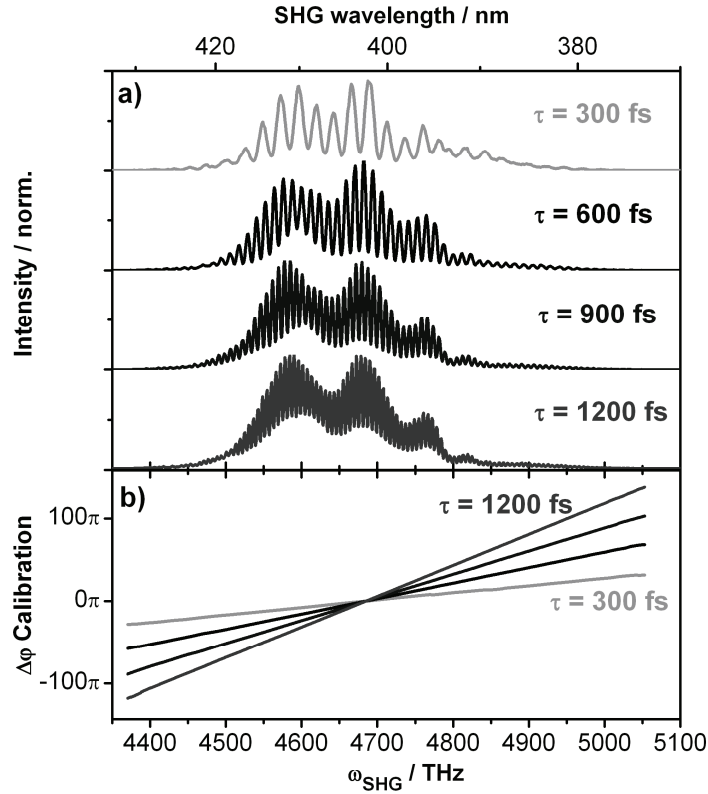 SHG wavelength / nm
420 400 380
a)
τ = 300 fs
τ = 600 fs
τ = 900 fs
τ = 1200 fs
Intensity / norm.
b)
τ = 1200 fs
100π
0π
τ = 300 fs
-100π
Δφ Calibration
4400 4500 4600 4700 4800 4900 5000 5100
ωSHG / THz